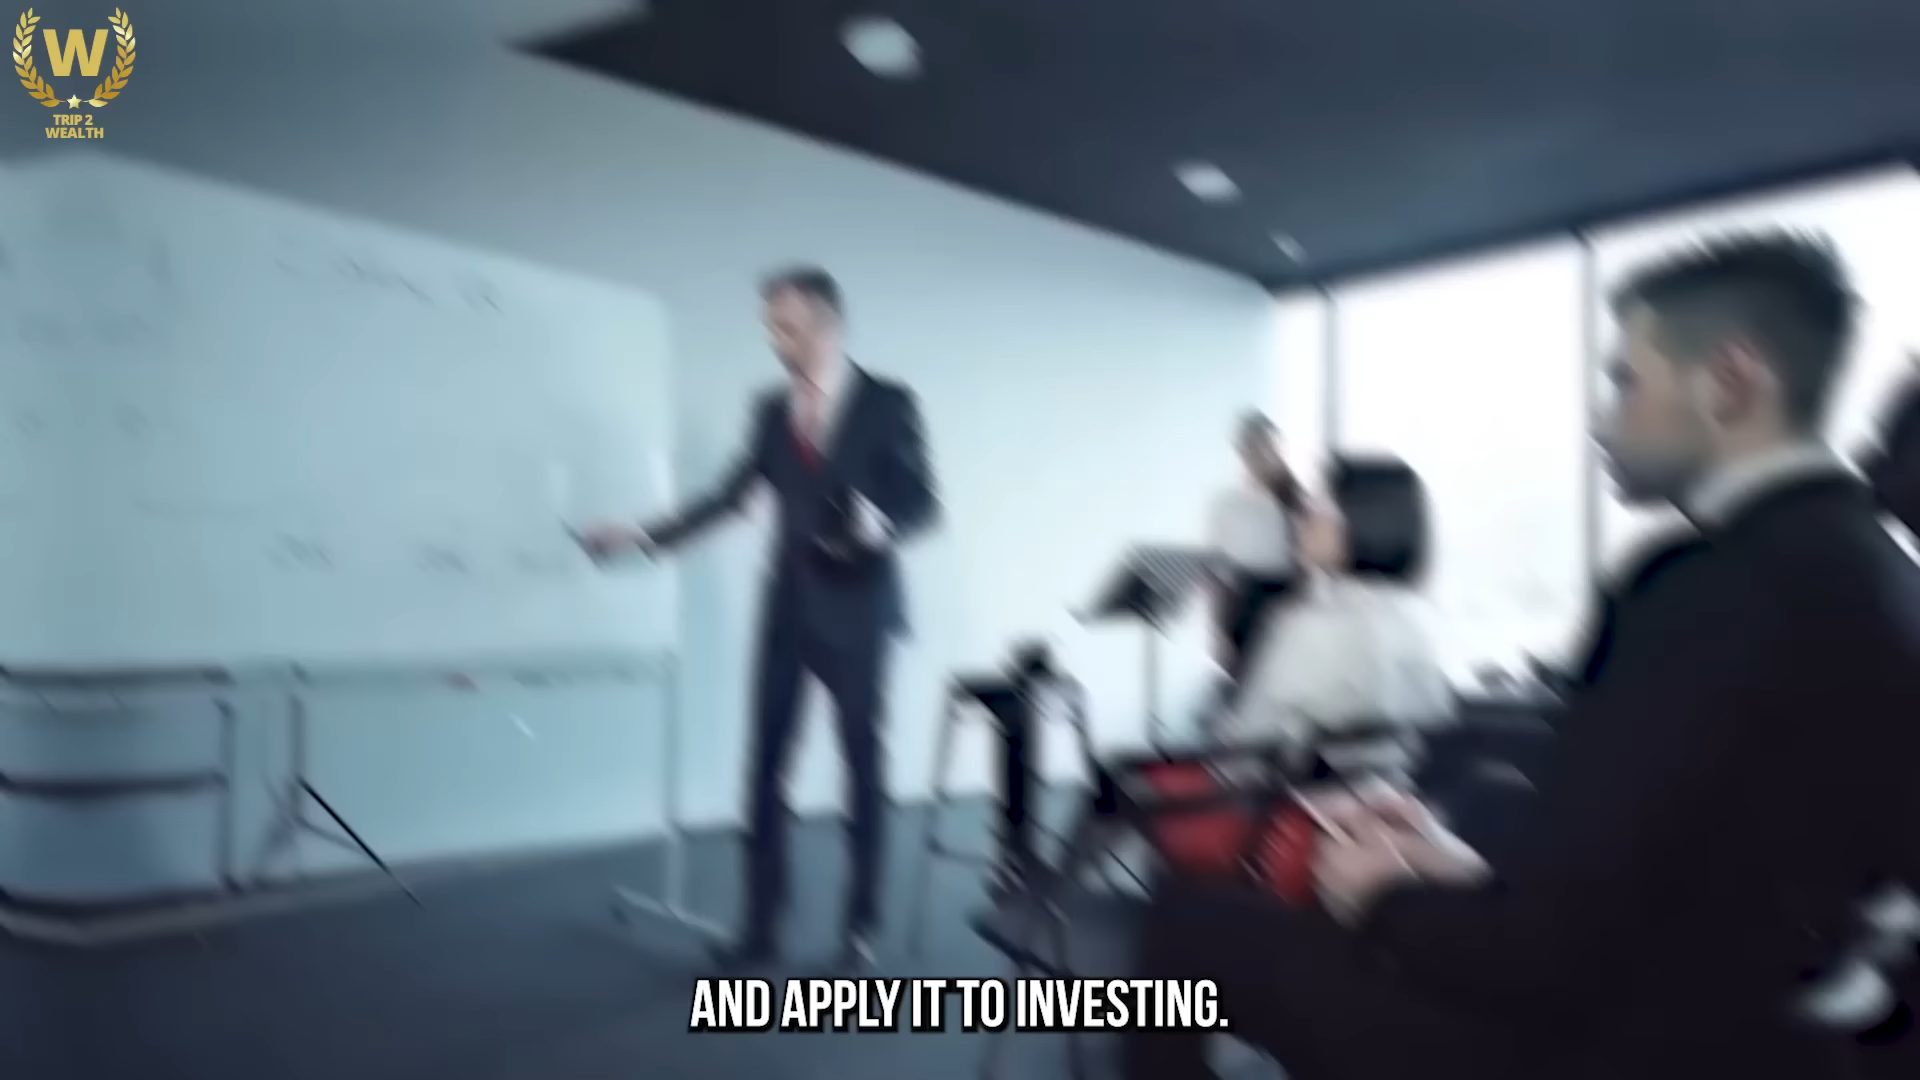 W
TRIP 2
WEALTH
AND APPLY IT TO INVESTING.